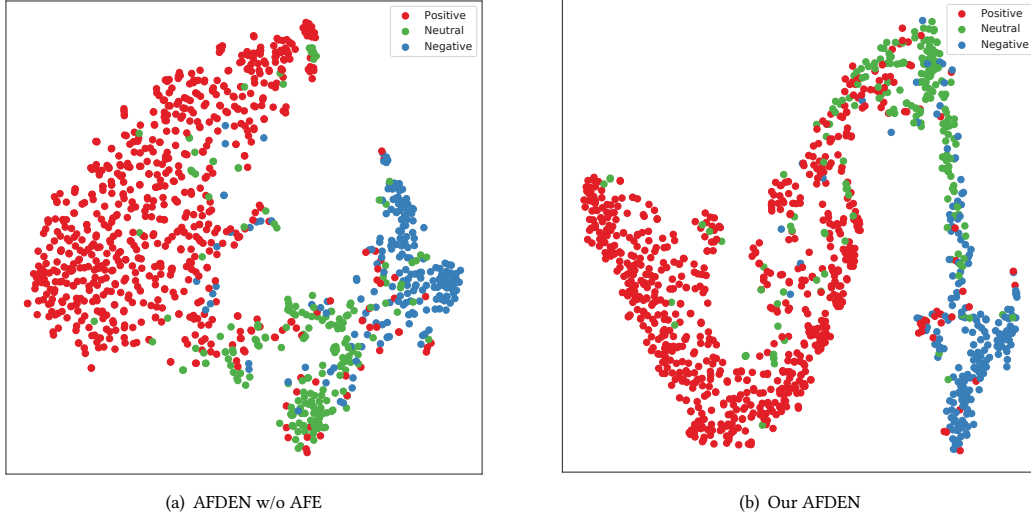 Positive
Neutral
Negative
Positive
Neutral
Negative
(a) AFDEN w/o AFE
(b) Our AFDEN